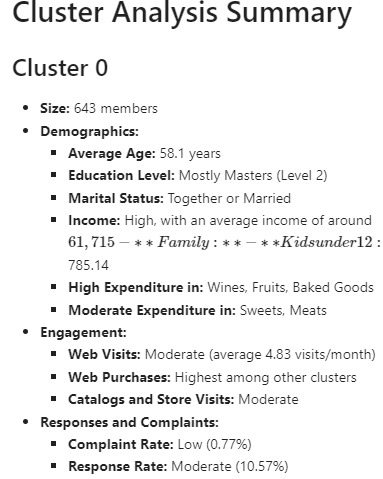 Cluster Analysis Summary
Cluster 0
• Size: 643 members
• Demographics:
▪ Average Age: 58.1 years
▪ Education Level: Mostly Masters (Level 2)
▪ Marital Status: Together or Married
▪ Income: High, with an average income of around
61,715 − ∗ ∗ Family : ∗ ∗ − ∗ ∗Kidsunder12 :
785.14
▪ High Expenditure in: Wines, Fruits, Baked Goods
▪ Moderate Expenditure in: Sweets, Meats
• Engagement:
▪ Web Visits: Moderate (average 4.83 visits/month)
▪ Web Purchases: Highest among other clusters
▪ Catalogs and Store Visits: Moderate
• Responses and Complaints:
▪ Complaint Rate: Low (0.77%)
▪ Response Rate: Moderate (10.57%)